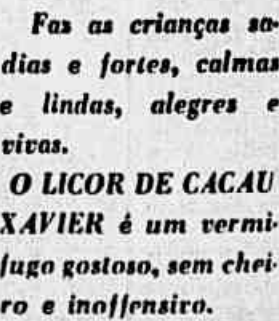 Fas as crianças sa-
dias e fortes, calmas
e lindas, alegres e
vivas.
O LICOR DE CACAU
XAVIER é um vermi-
fugo gostoso, sem chei-
ro e inoffensivo.